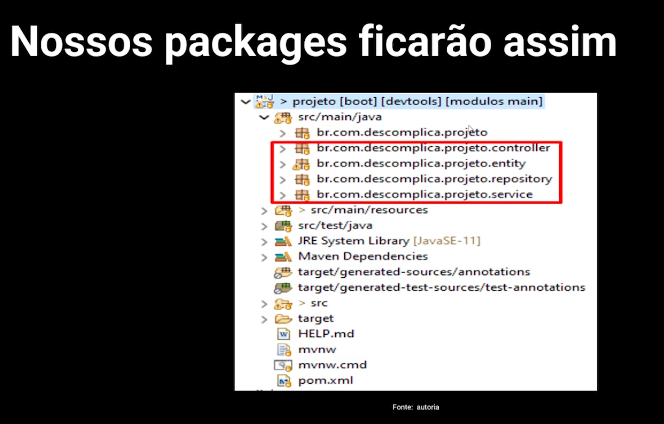 Nossos packages ficarão assim
> projeto [boot] [devtools] [modulos main]
src/main/java
br.com.descomplica.projeto
br.com.descomplica.projeto.controller
br.com.descomplica.projeto.entity
br.com.descomplica.projeto.repository
br.com.descomplica.projeto.service
> src/main/resources
src/test/java
JRE System Library [JavaSE-11]
Maven Dependencies
target/generated-sources/annotations
target/generated-test-sources/test-annotations
> src
target
HELP.md
mvnw
mvnw.cmd
pom.xml
Fonte: autoria